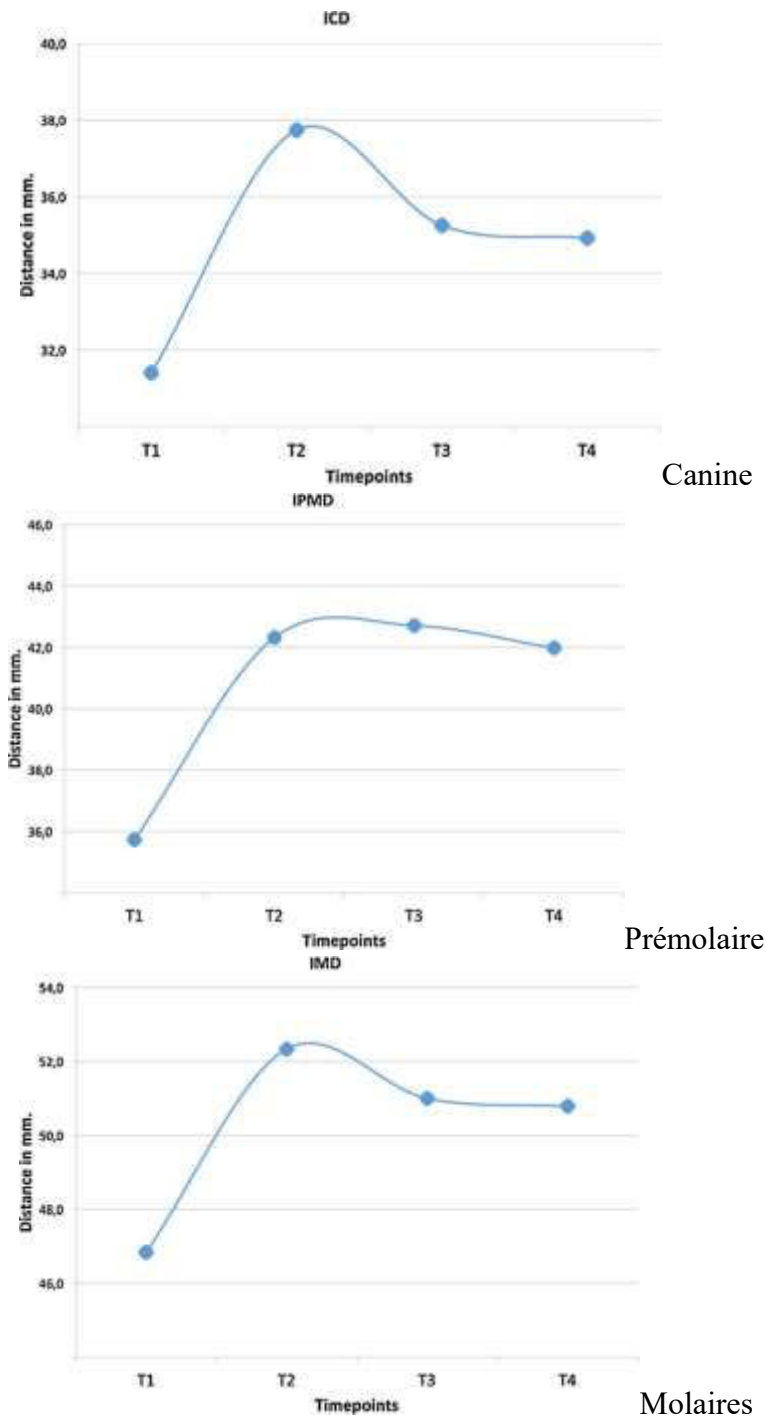 ICD
40,0
38,0
36,0
34,0
32,0
Distance in mm.
T1 T2 T3 T4
Timepoints
Canine
IPMD
46,0
44,0
42,0
40,0
38,0
36,0
Distance in mm.
T1 T2 T3 T4
Timepoints
Prémolaire
IMD
54,0
52,0
50,0
48,0
46,0
Distance in mm.
T1 T2 T3 T4
Timepoints
Molaires